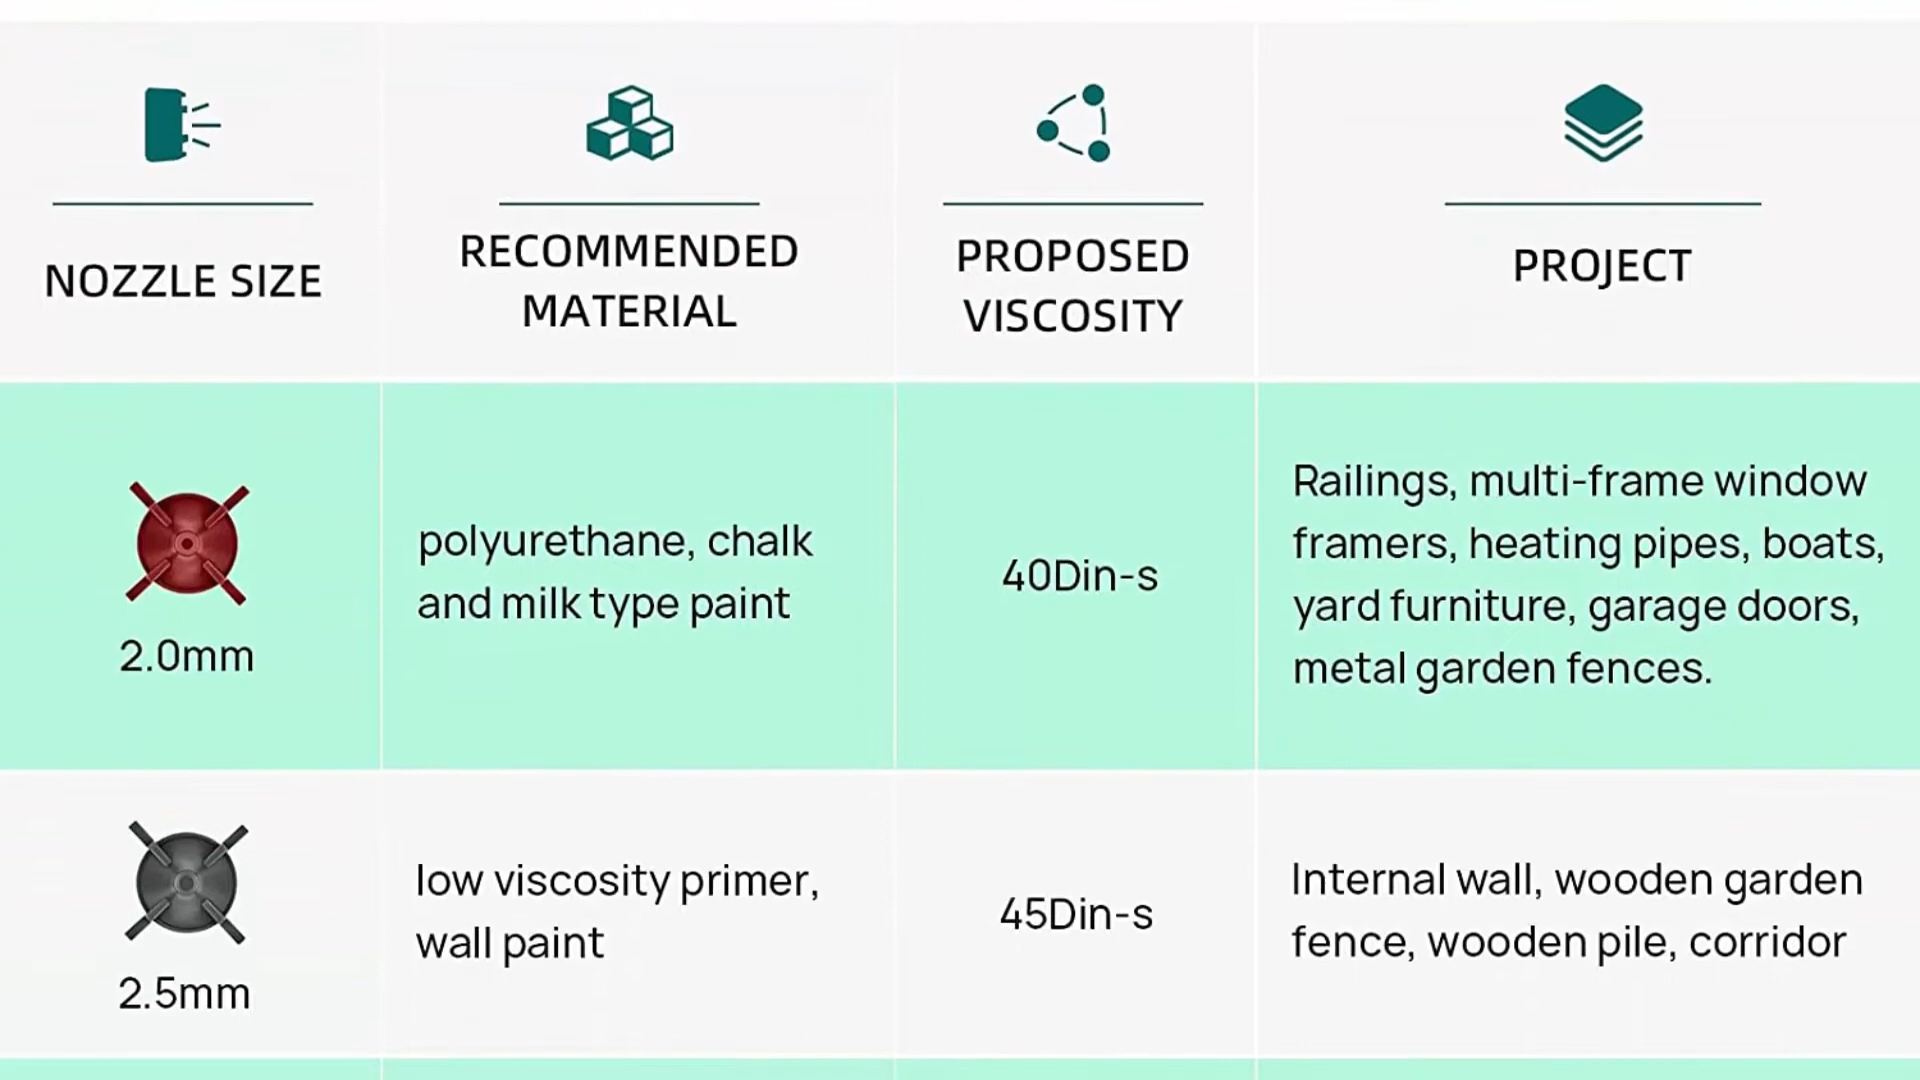 NOZZLE SIZE
RECOMMENDED
MATERIAL
PROPOSED
VISCOSITY
PROJECT
2.0mm
polyurethane, chalk
and milk type paint
40Din-s
Railings, multi-frame window
framers, heating pipes, boats,
yard furniture, garage doors,
metal garden fences.
2.5mm
low viscosity primer,
wall paint
45Din-s
Internal wall, wooden garden
fence, wooden pile, corridor